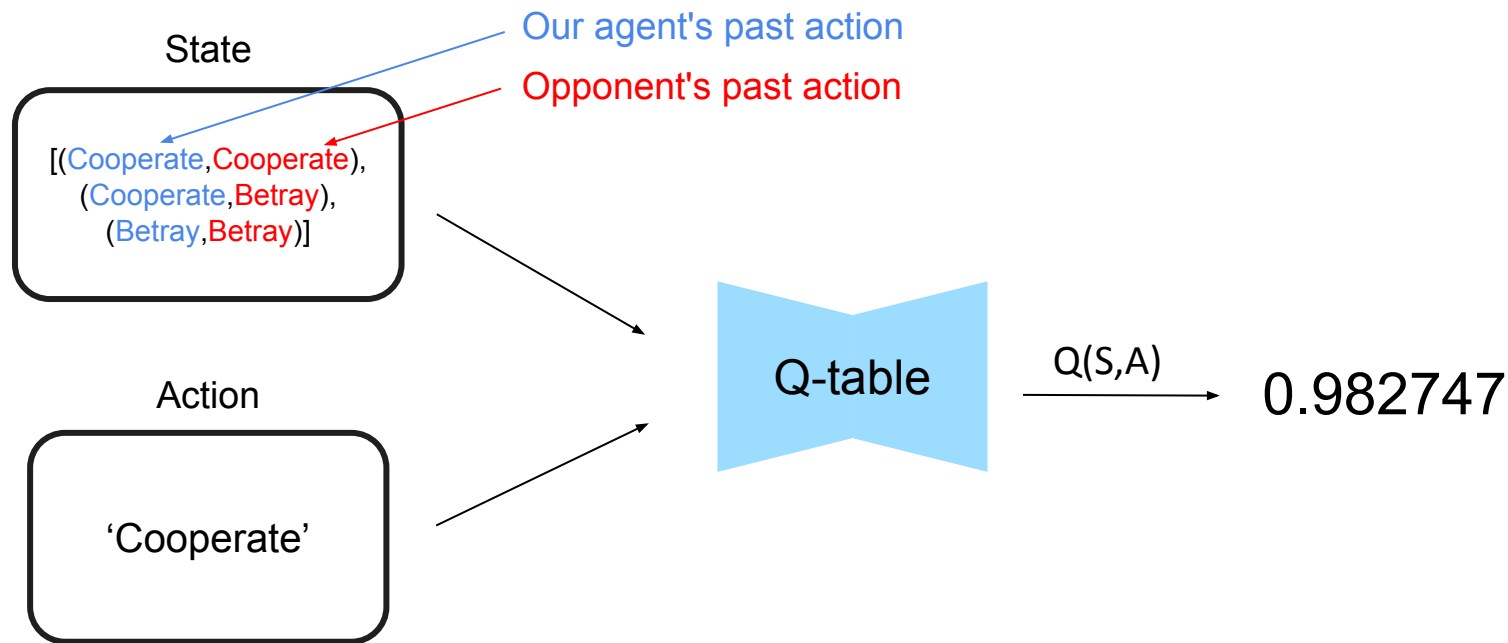 Our agent's past action
State
Opponent's past action
[(Cooperate,Cooperate),
(Cooperate,Betray),
(Betray,Betray)]
Q-table
Q(S,A)
0.982747
Action
‘Cooperate’